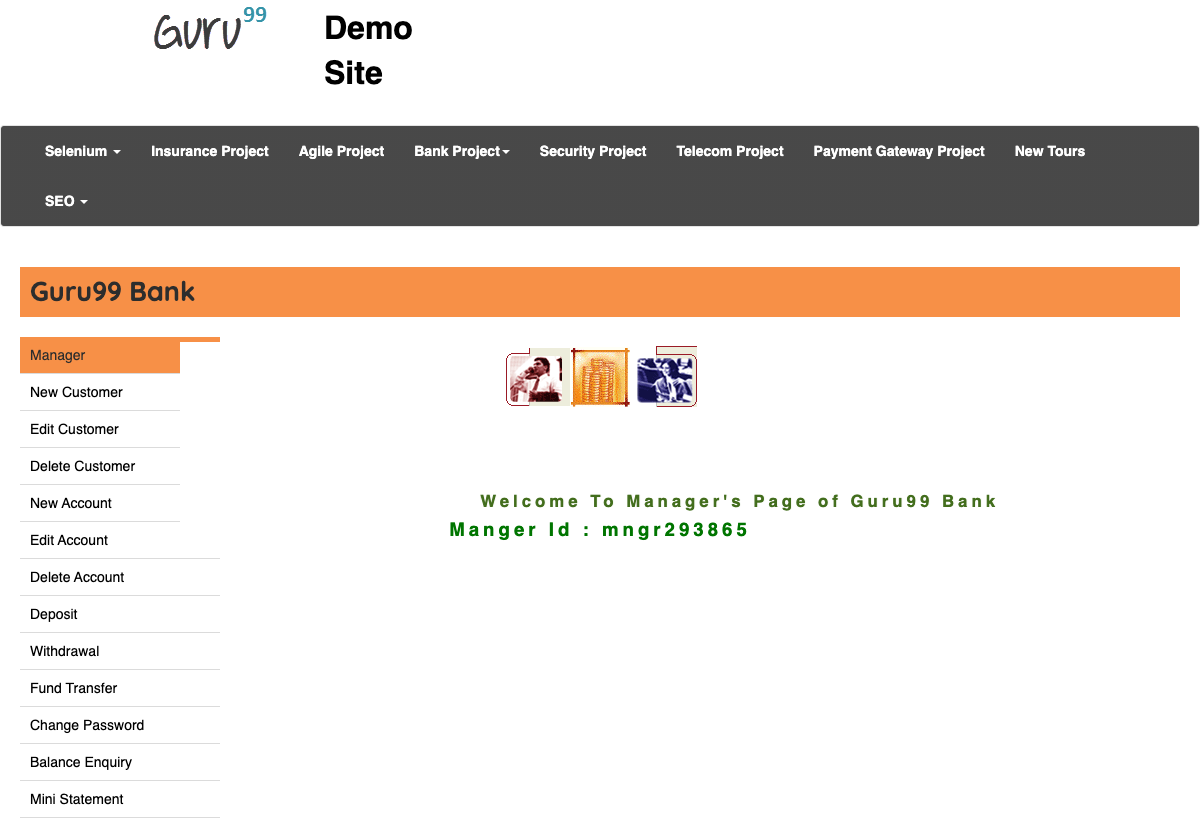 Guru99
Demo
Site
Selenium Insurance Project Agile Project Bank Project Security Project Telecom Project Payment Gateway Project New Tours
SEO
Guru99 Bank
Manager
New Customer
Edit Customer
Delete Customer
New Account
Edit Account
Delete Account
Deposit
Withdrawal
Fund Transfer
Change Password
Balance Enquiry
Mini Statement
Welcome To Manager's Page of Guru99 Bank
Manger Id : mngr293865